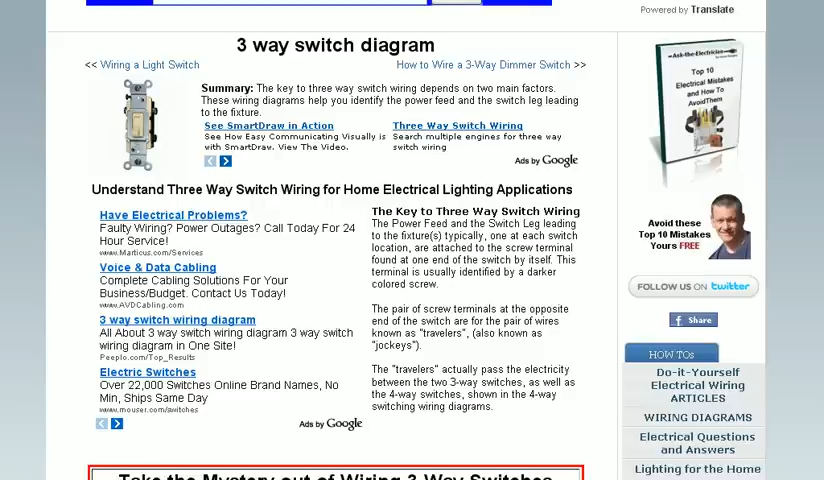 Powered by Translate
3 way switch diagram
<< Wiring a Light Switch
How to Wire a 3-Way Dimmer Switch >>
Summary: The key to three way switch wiring depends on two main factors.
These wiring diagrams help you identify the power feed and the switch leg leading
to the fixture.
See SmartDraw in Action
See How Easy Communicating Visually is
with SmartDraw. View The Video.
Three Way Switch Wiring
Search multiple engines for three way
switch wiring
Ads by Google
Understand Three Way Switch Wiring for Home Electrical Lighting Applications
Have Electrical Problems?
Faulty Wiring? Power Outages? Call Today For 24
Hour Service!
www.Marticus.com/Services
Voice & Data Cabling
Complete Cabling Solutions For Your
Business/Budget. Contact Us Today!
www.AVDCabling.com
3 way switch wiring diagram
All About 3 way switch wiring diagram 3 way switch
wiring diagram in One Site!
Peeplo.com/Top_Results
Electric Switches
Over 22,000 Switches Online Brand Names, No
Min, Ships Same Day
www.mouser.com/switches
Ads by Google
The Key to Three Way Switch Wiring
The Power Feed and the Switch Leg leading
to the fixture(s) typically, one at each switch
location, are attached to the screw terminal
found at one end of the switch by itself. This
terminal is usually identified by a darker
colored screw.
The pair of screw terminals at the opposite
end of the switch are for the pair of wires
known as "travelers", (also known as
"jockeys").
The "travelers" actually pass the electricity
between the two 3-way switches, as well as
the 4-way switches, shown in the 4-way
switching wiring diagrams.
Take the Mystery out of Wiring 3-Way Switches
Ask-the-Electrician
Top 10
Electrical Mistakes
and How To
AvoidThem
Avoid these
Top 10 Mistakes
Yours FREE
FOLLOW US ON twitter
f Share
HOW TOs
Do-it-Yourself
Electrical Wiring
ARTICLES
WIRING DIAGRAMS
Electrical Questions
and Answers
Lighting for the Home